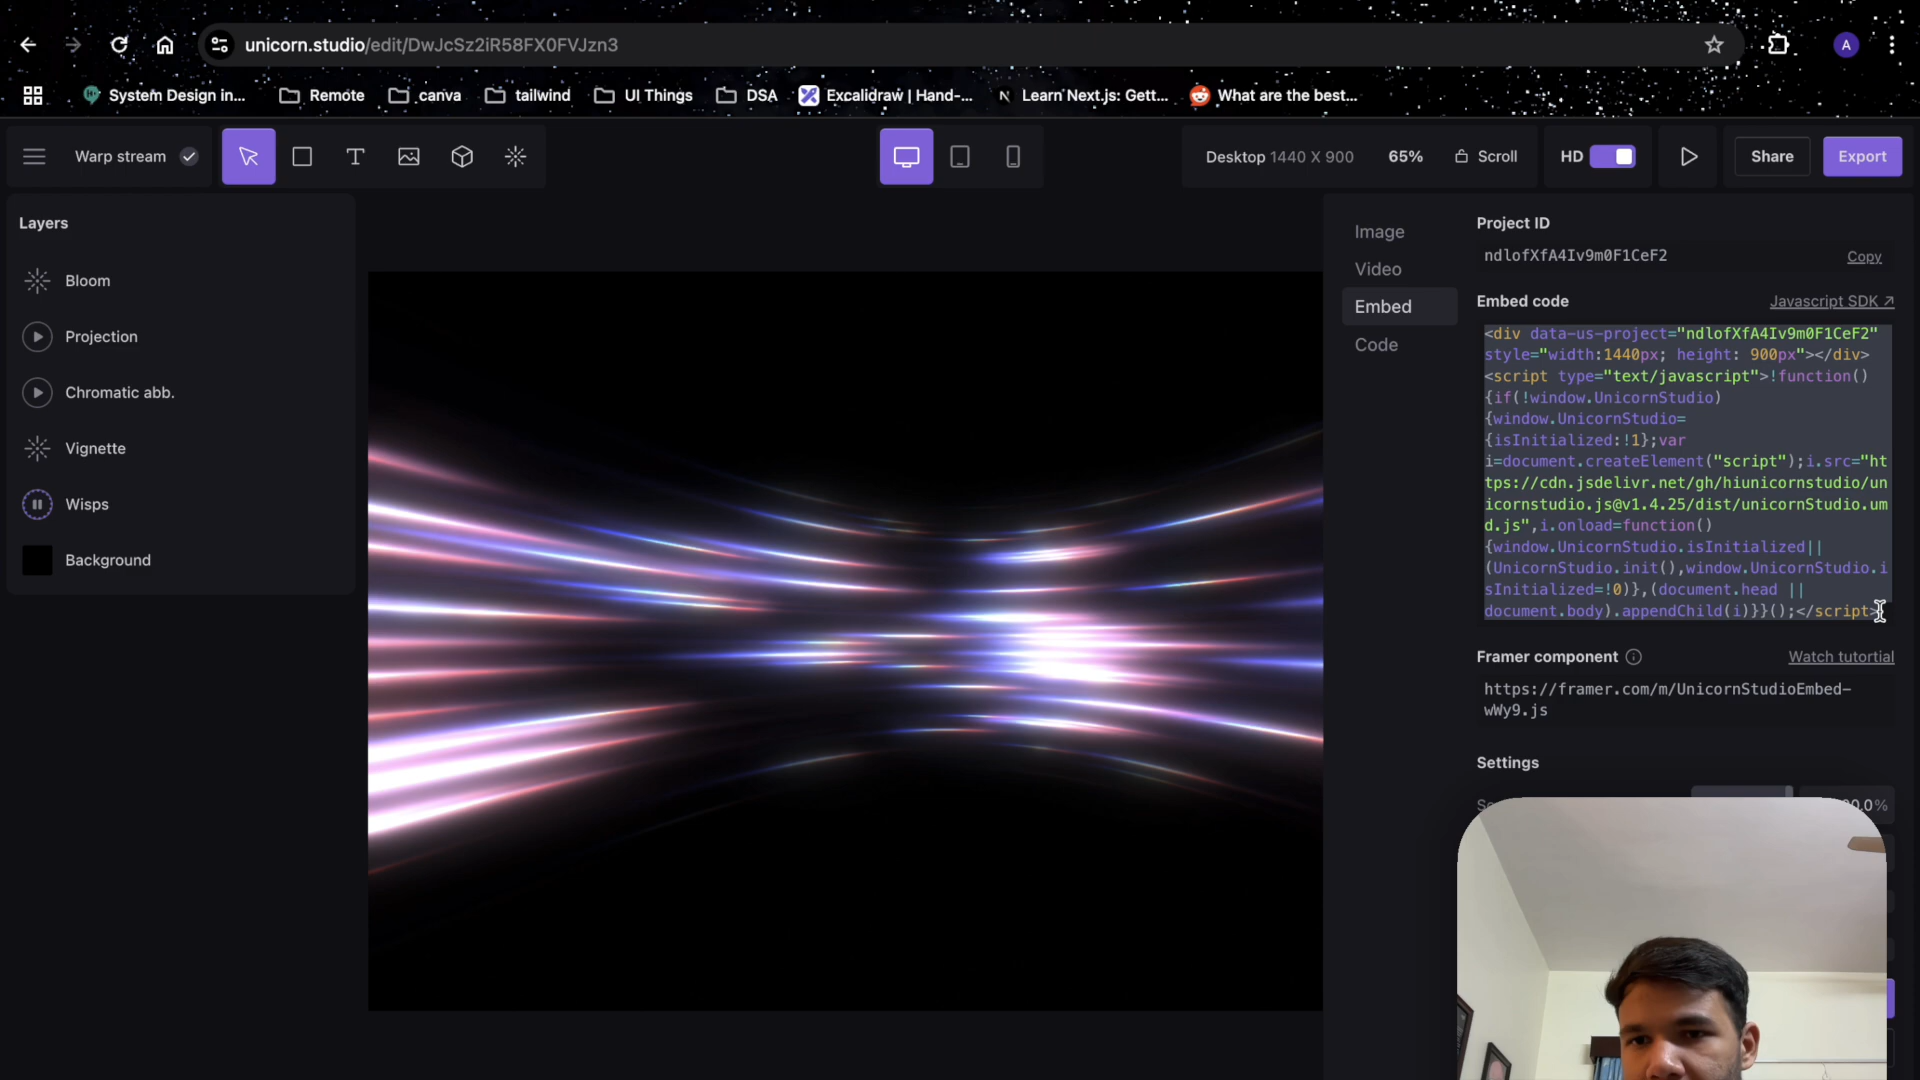 unicorn.studio/edit/DwJcSz2iR58FX0FVJzn3
System Design in...
Remote
canva
tailwind
UI Things
DSA
Excalidraw | Hand-...
Learn Next.js: Gett...
What are the best...
A
Warp stream
Desktop 1440 X 900
65%
Scroll
HD
Share
Export
Layers
Bloom
Projection
Chromatic abb.
Vignette
Wisps
Background
Image
Video
Embed
Code
Project ID
ndlofXfA4Iv9m0F1CeF2
Copy
Embed code
Javascript SDK ↗
<div data-us-project="ndlofXfA4Iv9m0F1CeF2"
style="width:1440px; height: 900px"></div>
<script type="text/javascript">!function()
{if(!window.UnicornStudio)
{window.UnicornStudio=
{isInitialized:!1};var
i=document.createElement("script");i.src="ht
tps://cdn.jsdelivr.net/gh/hiunicornstudio/un
icornstudio.js@v1.4.25/dist/unicornStudio.um
d.js",i.onload=function()
{window.UnicornStudio.isInitialized||
(UnicornStudio.init(),window.UnicornStudio.i
sInitialized=!0)},(document.head ||
document.body).appendChild(i)}}();</script>
Framer component
Watch tutortial
https://framer.com/m/UnicornStudioEmbed-
wWy9.js
Settings